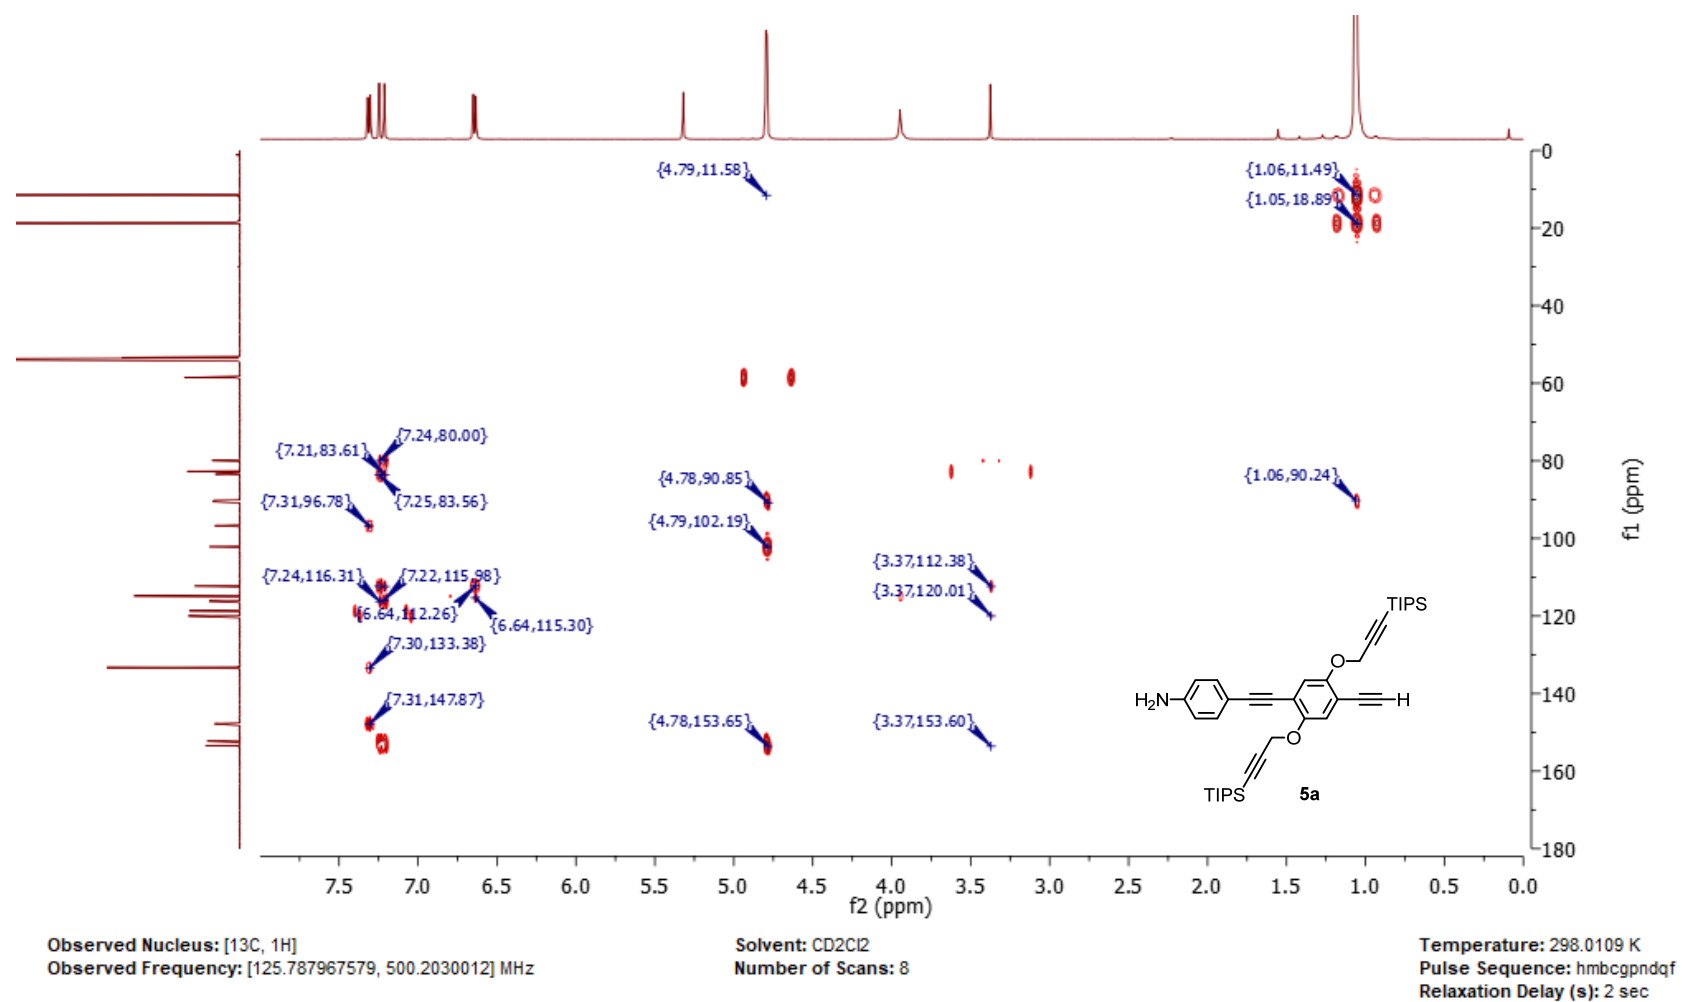 {4.79,11.58}
{1.06,11.49}
{1.05,18.89}
{7.24,80.00}
{7.21,83.61}
{4.78,90.85}
{1.06,90.24}
{7.31,96.78}
{7.25,83.56}
{4.79,102.19}
{3.37,112.38}
{7.24,116.31}
{7.22,115.98}
{3.37,120.01}
{6.64,112.26}
{6.64,115.30}
{7.30,133.38}
{7.31,147.87}
{4.78,153.65}
{3.37,153.60}
0
20
40
60
80
100
120
140
160
180
f1 (ppm)
TIPS
O
H2N
H
O
TIPS
5a
7.5 7.0 6.5 6.0 5.5 5.0 4.5 4.0 3.5 3.0 2.5 2.0 1.5 1.0 0.5 0.0
f2 (ppm)
Observed Nucleus: [13C, 1H]
Observed Frequency: [125.787967579, 500.2030012] MHz
Solvent: CD2Cl2
Number of Scans: 8
Temperature: 298.0109 K
Pulse Sequence: hmbcgpndqf
Relaxation Delay (s): 2 sec